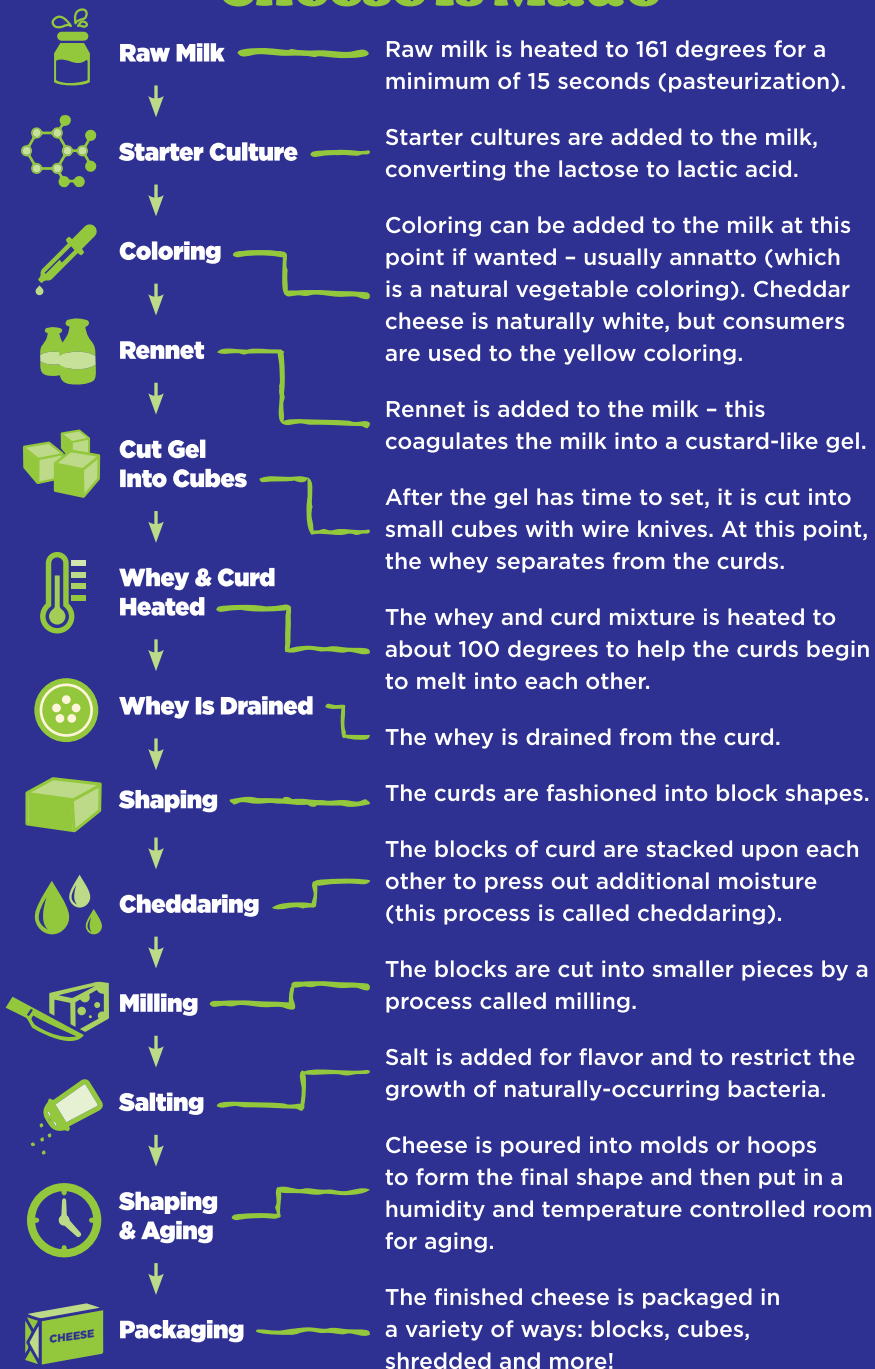 Cheese is Made
Raw Milk
Raw milk is heated to 161 degrees for a
minimum of 15 seconds (pasteurization).
Starter Culture
Starter cultures are added to the milk,
converting the lactose to lactic acid.
Coloring
Coloring can be added to the milk at this
point if wanted – usually annatto (which
is a natural vegetable coloring). Cheddar
cheese is naturally white, but consumers
are used to the yellow coloring.
Rennet
Rennet is added to the milk – this
coagulates the milk into a custard-like gel.
Cut Gel
Into Cubes
After the gel has time to set, it is cut into
small cubes with wire knives. At this point,
the whey separates from the curds.
Whey & Curd
Heated
The whey and curd mixture is heated to
about 100 degrees to help the curds begin
to melt into each other.
Whey Is Drained
The whey is drained from the curd.
Shaping
The curds are fashioned into block shapes.
Cheddaring
The blocks of curd are stacked upon each
other to press out additional moisture
(this process is called cheddaring).
Milling
The blocks are cut into smaller pieces by a
process called milling.
Salting
Salt is added for flavor and to restrict the
growth of naturally-occurring bacteria.
Shaping
& Aging
Cheese is poured into molds or hoops
to form the final shape and then put in a
humidity and temperature controlled room
for aging.
CHEESE
Packaging
The finished cheese is packaged in
a variety of ways: blocks, cubes,
shredded and more!